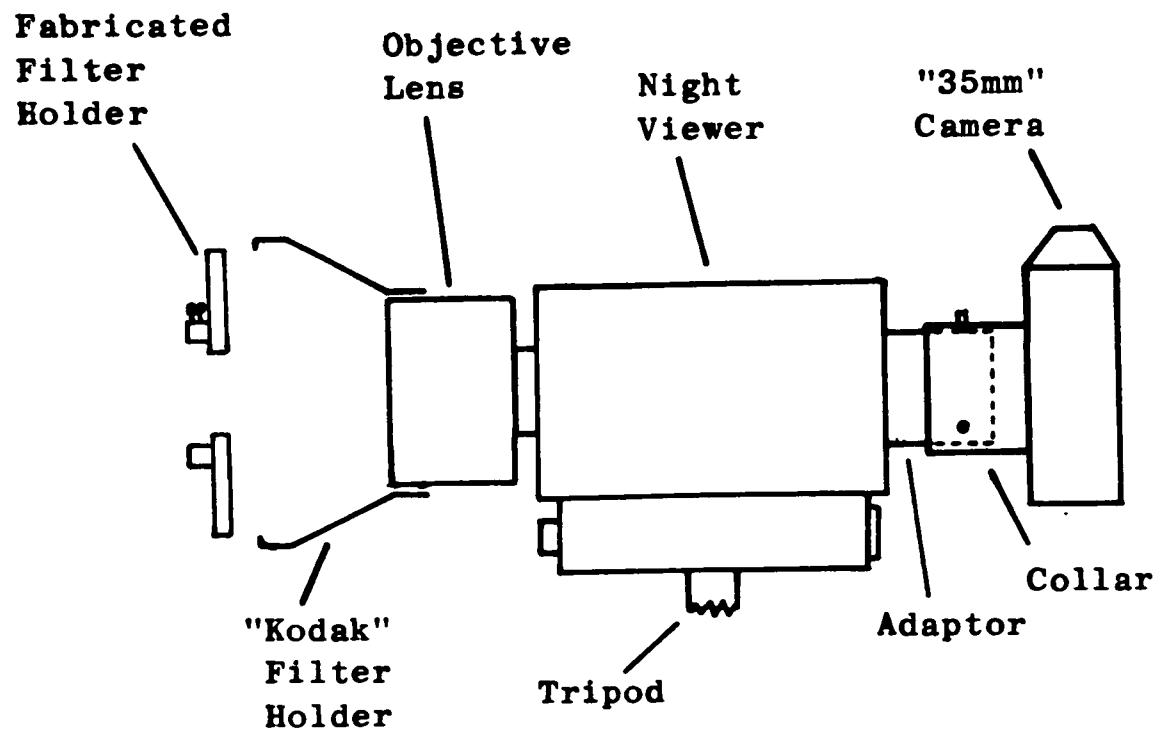 Fabricated
Filter
Holder
Objective
Lens
Night
Viewer
"35mm"
Camera
"Kodak"
Filter
Holder
Tripod
Adaptor
Collar